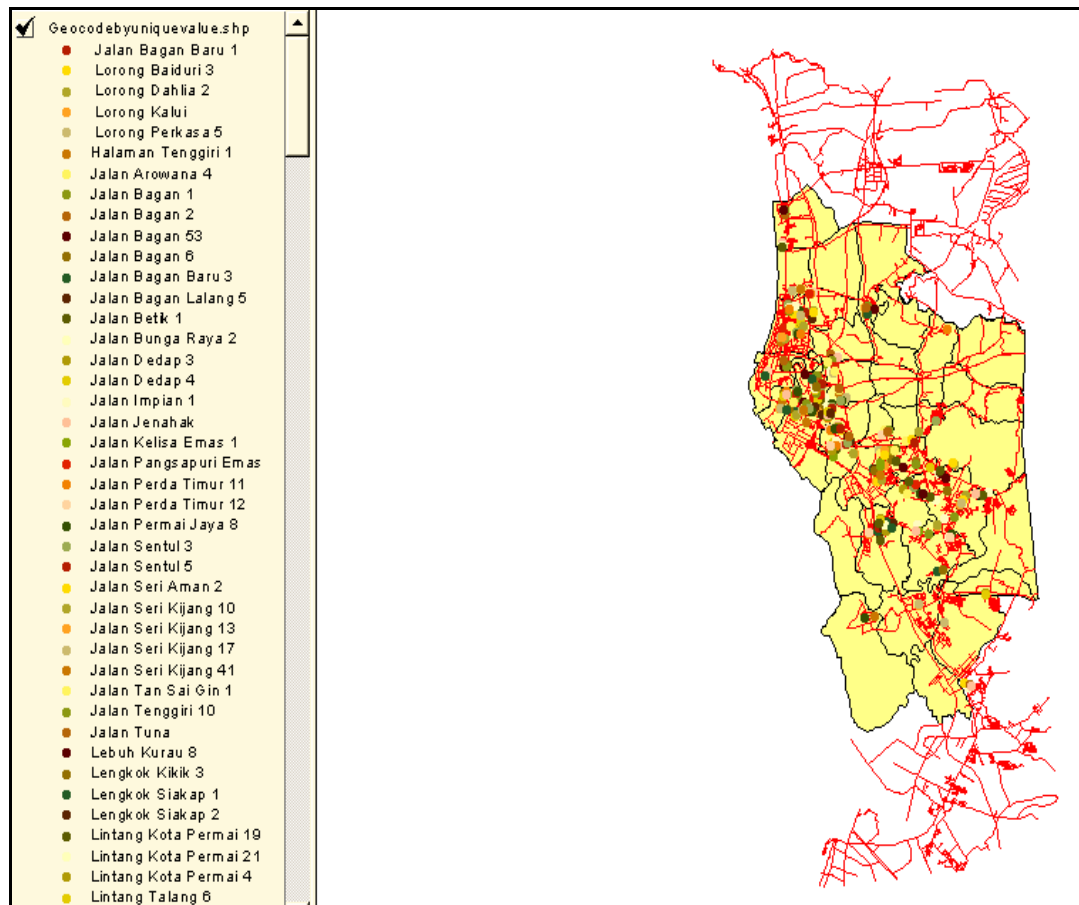 Geocodebyuniquevalue.shp
Jalan Bagan Baru 1
Lorong Baiduri 3
Lorong Dahlia 2
Lorong Kalui
Lorong Perkasa 5
Halaman Tenggiri 1
Jalan Arowana 4
Jalan Bagan 1
Jalan Bagan 2
Jalan Bagan 53
Jalan Bagan 6
Jalan Bagan Baru 3
Jalan Bagan Lalang 5
Jalan Betik 1
Jalan Bunga Raya 2
Jalan Dedap 3
Jalan Dedap 4
Jalan Impian 1
Jalan Jenahak
Jalan Kelisa Emas 1
Jalan Pangsapuri Emas
Jalan Perda Timur 11
Jalan Perda Timur 12
Jalan Permai Jaya 8
Jalan Sentul 3
Jalan Sentul 5
Jalan Seri Aman 2
Jalan Seri Kijang 10
Jalan Seri Kijang 13
Jalan Seri Kijang 17
Jalan Seri Kijang 41
Jalan Tan Sai Gin 1
Jalan Tenggiri 10
Jalan Tuna
Lebuh Kurau 8
Lengkok Kikik 3
Lengkok Siakap 1
Lengkok Siakap 2
Lintang Kota Permai 19
Lintang Kota Permai 21
Lintang Kota Permai 4
Lintang Talang 6